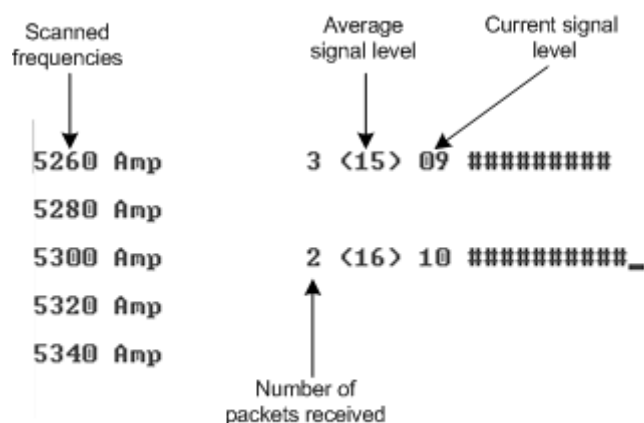 Scanned
frequencies
Average
signal level
Current signal
level
5260 Amp 3 <15> 09 #########
5280 Amp
5300 Amp 2 <16> 10 ##########_
5320 Amp
5340 Amp
Number of
packets received